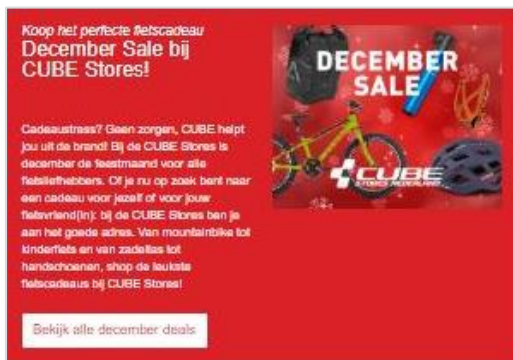 Koop het perfecte fietscadeau
December Sale bij
CUBE Stores!
Cadeaustress? Geen zorgen, CUBE helpt
jou uit de brand! Bij de CUBE Stores is
december de feestmaand voor alle
fietsliefhebbers. Of je nu op zoek bent naar
een cadeau voor jezelf of voor jouw
fietsvriend(in): bij de CUBE Stores ben je
aan het goede adres. Van mountainbike tot
kinderfiets en van zadeltas tot
handschoenen, shop de leukste
fietscadeaus bij CUBE Stores!
Bekijk alle december deals
DECEMBER
SALE
CUBE
STORES NEDERLAND